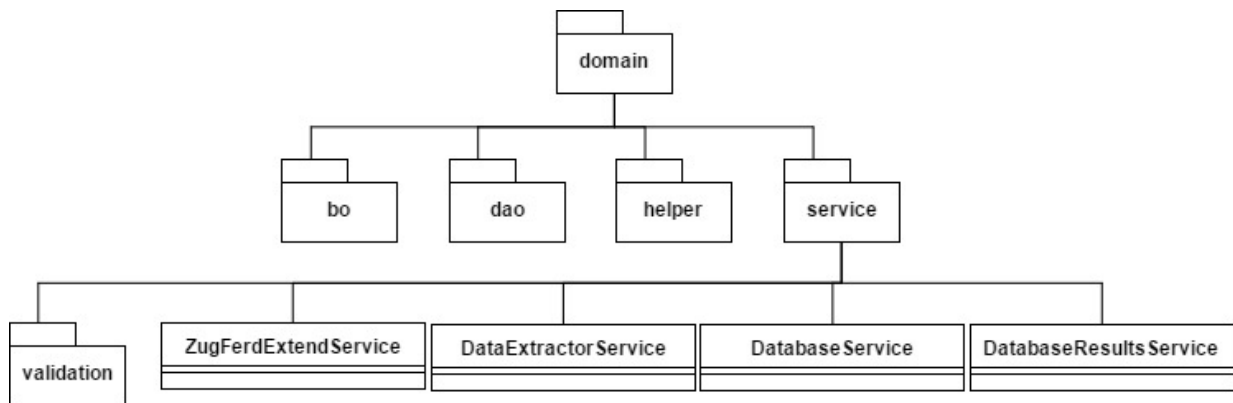 domain
bo
dao
helper
service
validation
ZugFerdExtendService
DataExtractorService
DatabaseService
DatabaseResultsService